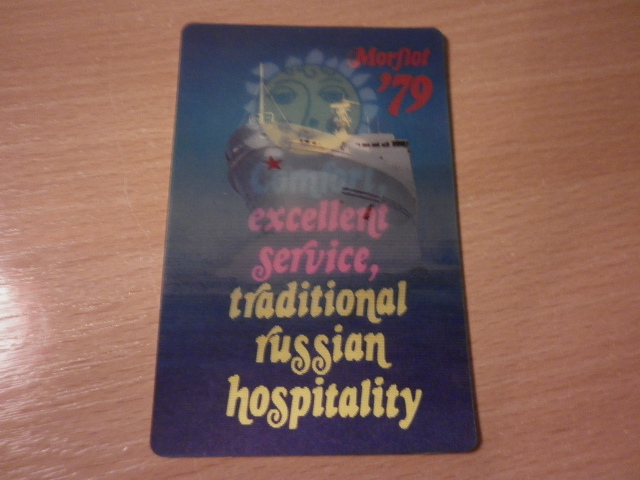 Morflot
'79
Comfort,
excellent
service,
traditional
russian
hospitality